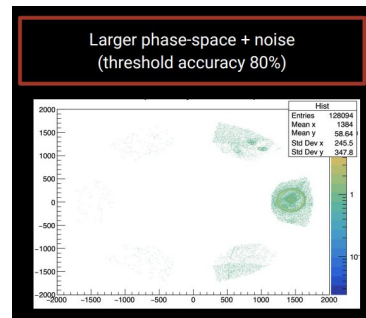 Larger phase-space + noise
(threshold accuracy 80%)
Hist
Entries 128094
Mean x 1384
Mean y 58.64
Std Dev x 245.5
Std Dev y 347.8
2000
1500
1000
500
0
−500
−1000
−1500
−2000
−2000 −1500 −1000 −500 0 500 1000 1500 2000
1
10